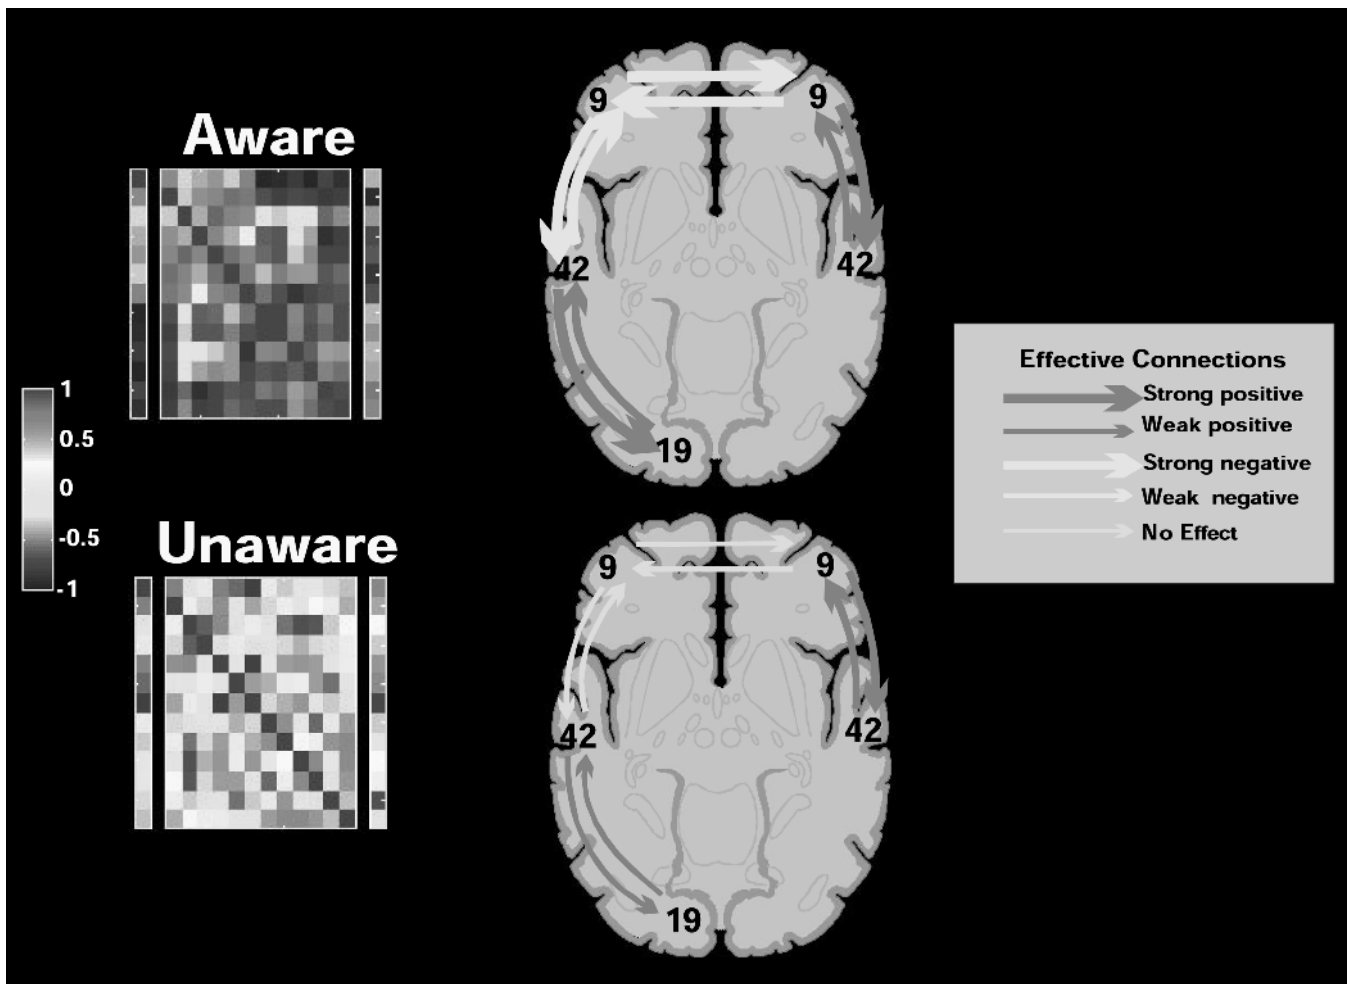 Aware
1
0.5
0
-0.5
-1
Unaware
9
9
42
42
19
9
9
42
42
19
Effective Connections
Strong positive
Weak positive
Strong negative
Weak negative
No Effect